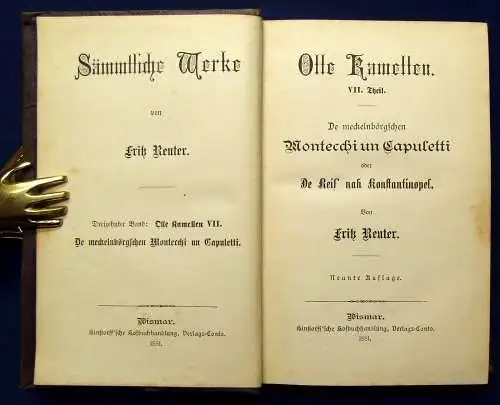 Sämmtliche Werke
von
Fritz Reuter.
Dreizehnter Band: Olle Kamellen VII.
De meckelnbörgschen Montecchi un Capuletti.
Wismar.
Hinstorff'sche Hofbuchhandlung, Verlags-Conto.
1881.
Olle Kamellen.
VII. Theil.
De meckelnbörgschen
Montecchi un Capuletti
oder
De Reis' nah Konstantinopel.
Von
Fritz Reuter.
Neunte Auflage.
Wismar.
Hinstorff'sche Hofbuchhandlung, Verlags-Conto.
1881.